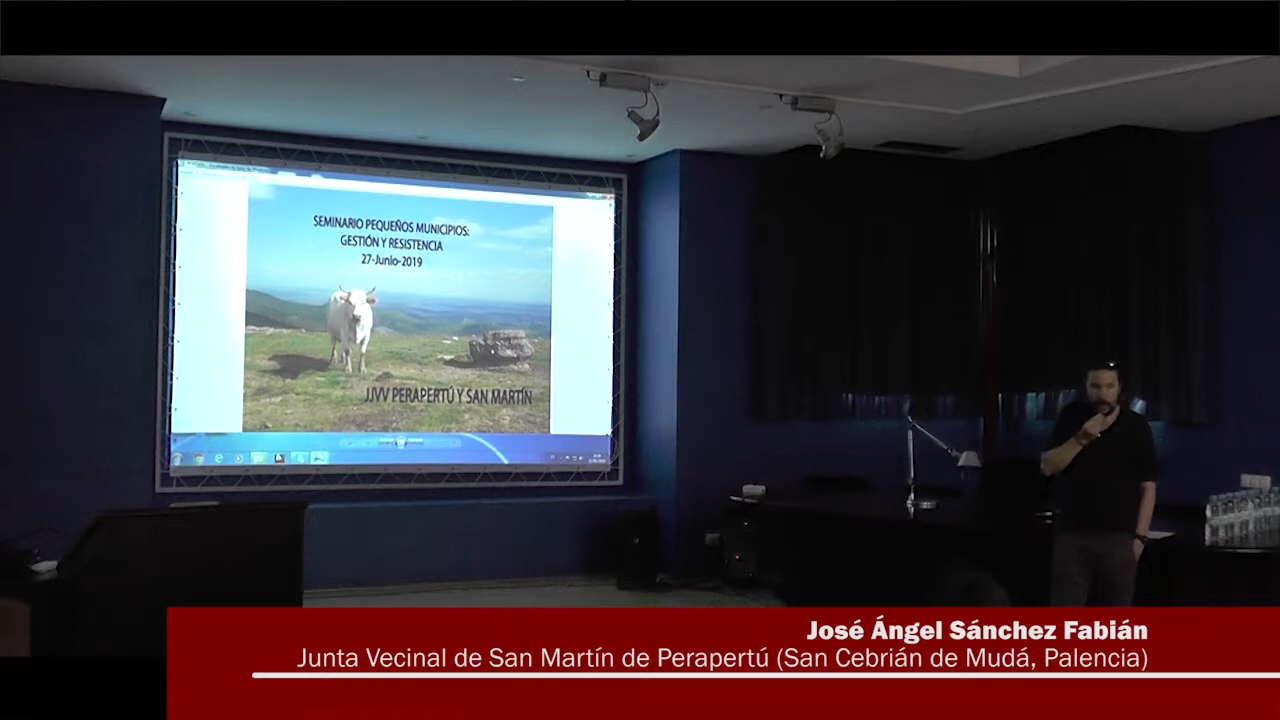 SEMINARIO PEQUEÑOS MUNICIPIOS:
GESTIÓN Y RESISTENCIA
27-Junio-2019
JJVV PERAPERTÚ Y SAN MARTÍN
José Ángel Sánchez Fabián
Junta Vecinal de San Martín de Perapertú (San Cebrián de Mudá, Palencia)